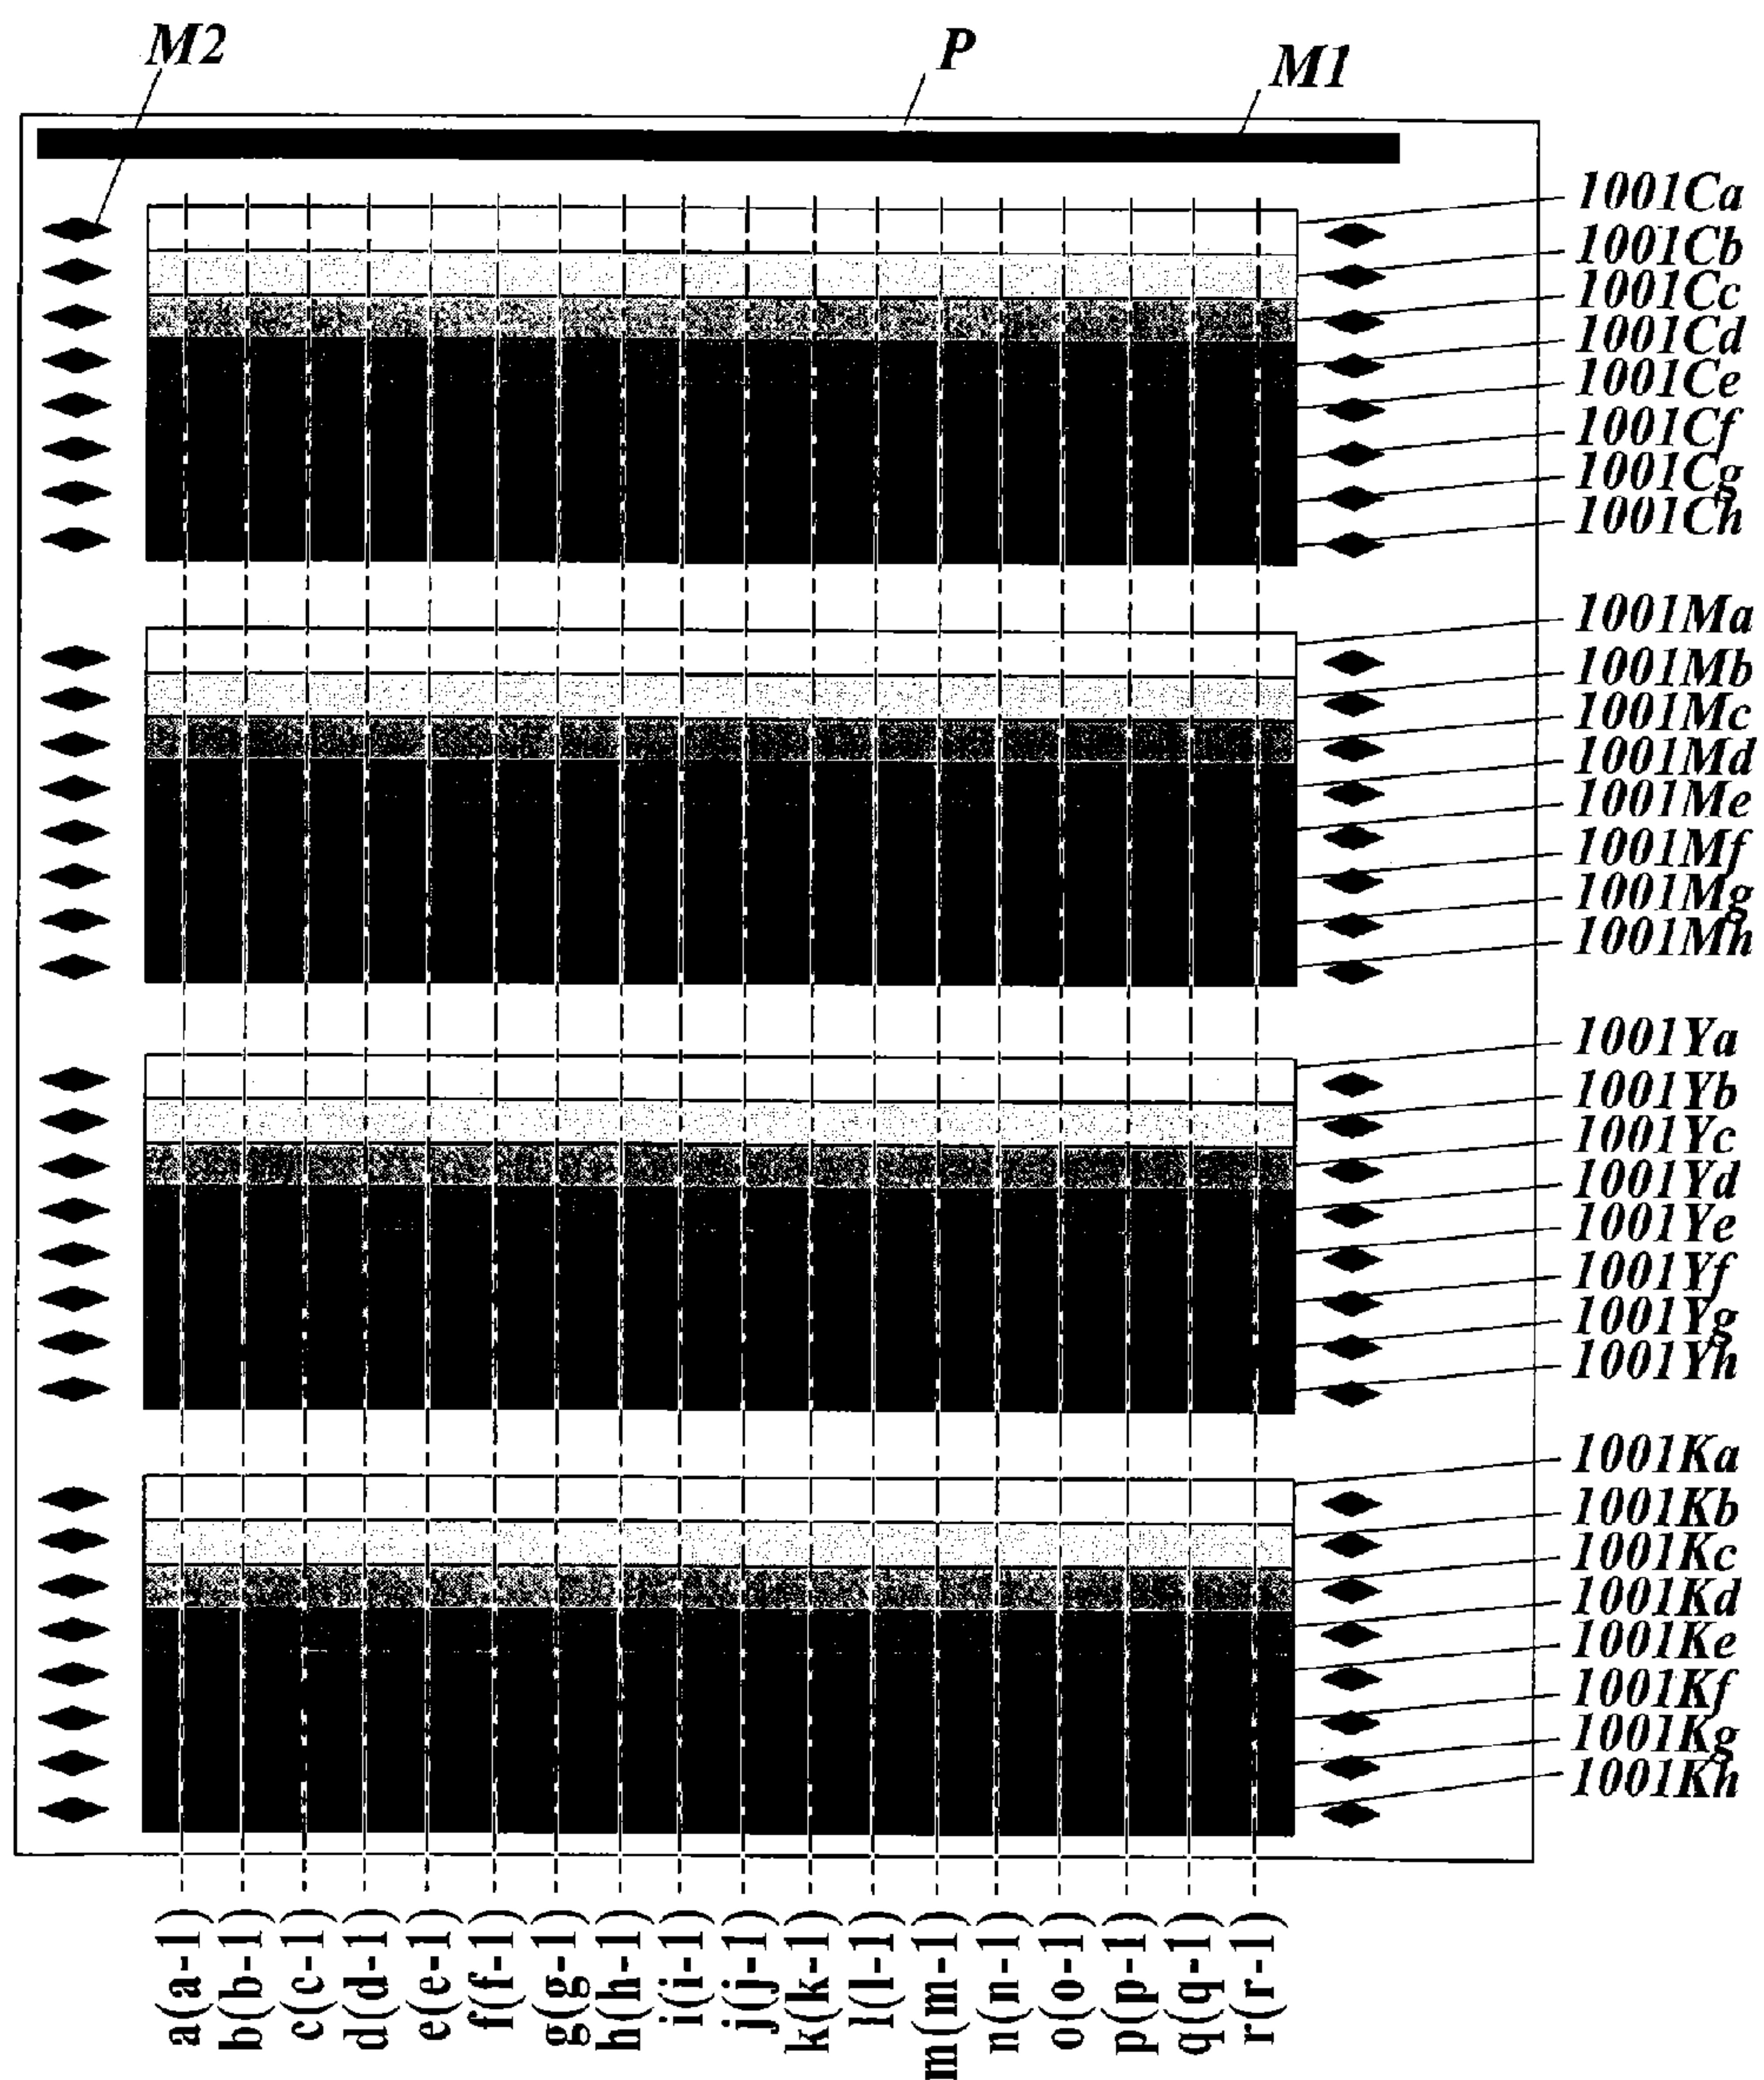 M2
P
M1
1001Ca
1001Cb
1001Cc
1001Cd
1001Ce
1001Cf
1001Cg
1001Ch
1001Ma
1001Mb
1001Mc
1001Md
1001Me
1001Mf
1001Mg
1001Mh
1001Ya
1001Yb
1001Yc
1001Yd
1001Ye
1001Yf
1001Yg
1001Yh
1001Ka
1001Kb
1001Kc
1001Kd
1001Ke
1001Kf
1001Kg
1001Kh
a(a-1)
b(b-1)
c(c-1)
d(d-1)
e(e-1)
f(f-1)
g(g-1)
h(h-1)
i(i-1)
j(j-1)
k(k-1)
l(l-1)
m(m-1)
n(n-1)
o(o-1)
p(p-1)
q(q-1)
r(r-1)